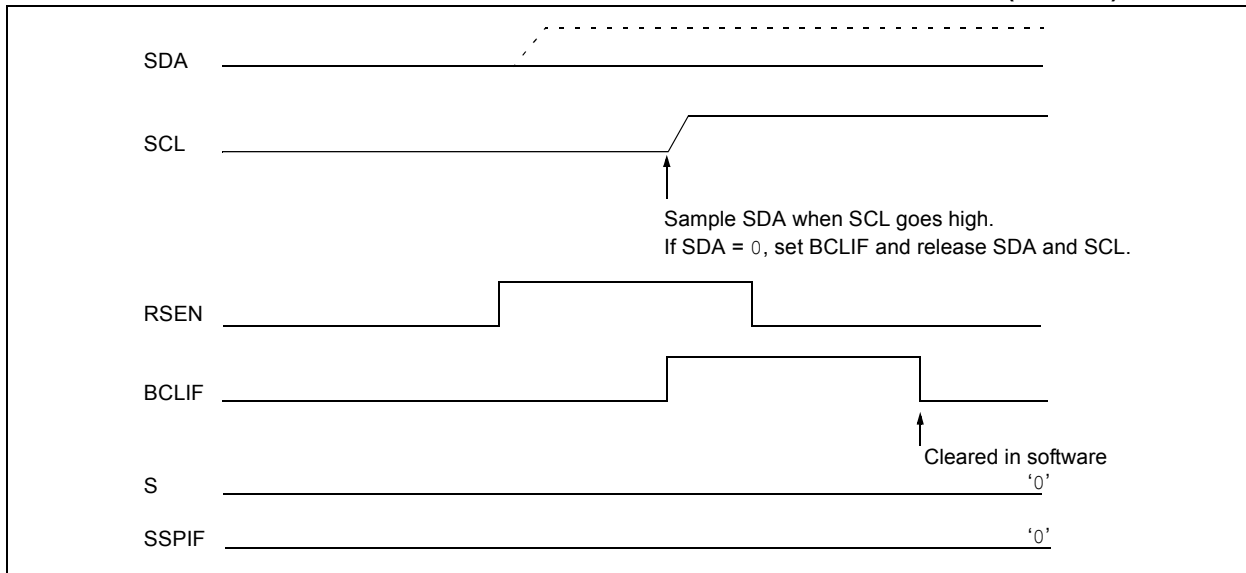 SDA
SCL
Sample SDA when SCL goes high.
If SDA = 0, set BCLIF and release SDA and SCL.
RSEN
BCLIF
Cleared in software
S
‘0’
SSPIF
‘0’